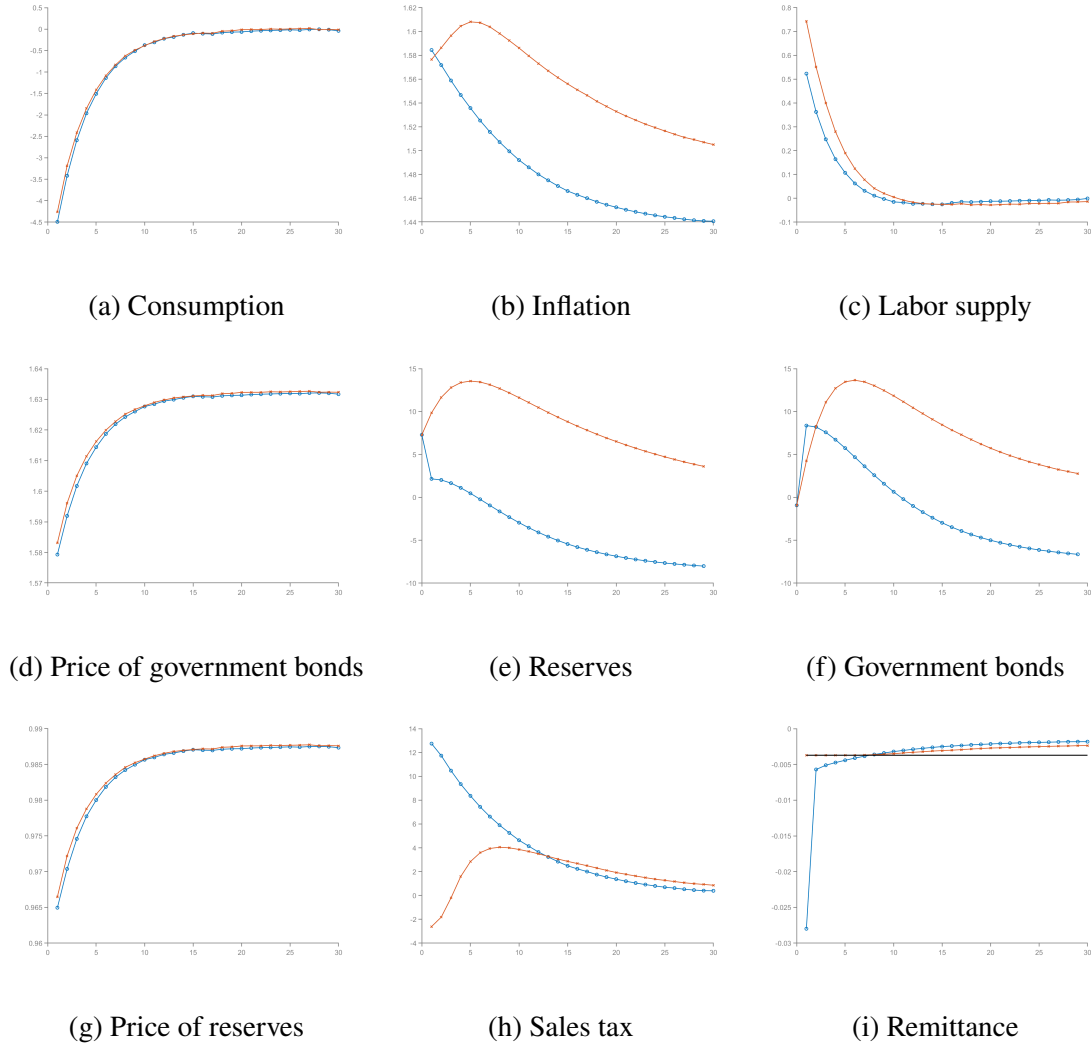 0.5 1.62 0.8
0 0.7
-0.5 1.6 0.6
-1 1.58 0.5
-1.5 1.56 0.4
-2 0.3
-2.5 1.54 0.2
-3 1.52 0.1
-3.5 1.48 0
-4 1.46 -0.1
-4.5 1.44
0 5 10 15 20 25 30 0 5 10 15 20 25 30 0 5 10 15 20 25 30
(a) Consumption (b) Inflation (c) Labor supply
1.64 15 15
1.63 10 10
1.62 5 5
1.61 0 0
1.6 -5 -5
1.59 -10 -10
1.58
1.57
0 5 10 15 20 25 30 0 5 10 15 20 25 30 0 5 10 15 20 25 30
(d) Price of government bonds (e) Reserves (f) Government bonds
0.99 14 0
0.985 12 -0.005
0.98 10 -0.01
0.975 8 -0.015
0.97 6 -0.02
0.965 4 -0.025
0.96 2 -0.03
0
-2
-4
0 5 10 15 20 25 30 0 5 10 15 20 25 30 0 5 10 15 20 25 30
(g) Price of reserves (h) Sales tax (i) Remittance